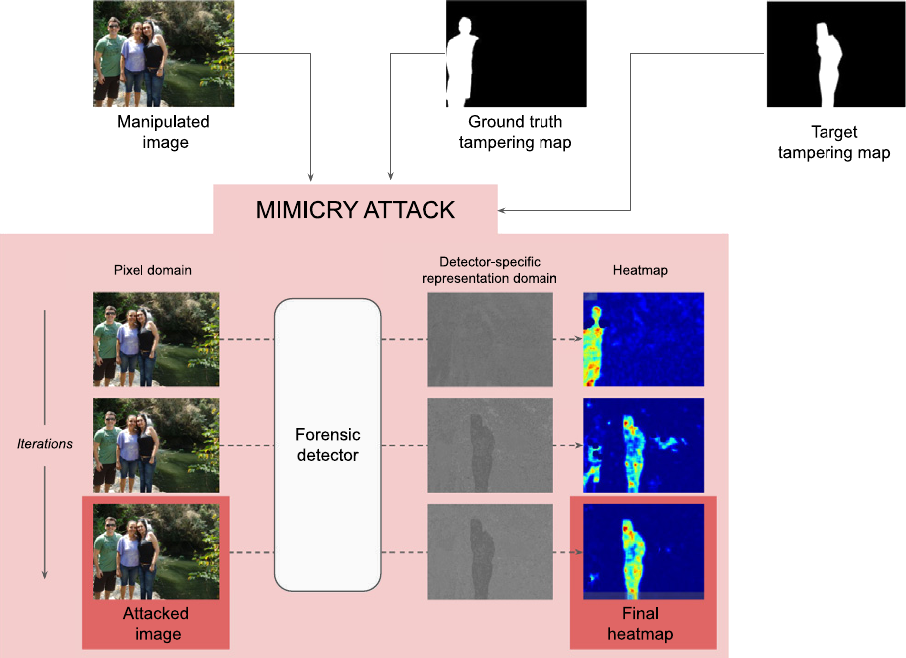 Manipulated
image
Ground truth
tampering map
Target
tampering map
MIMICRY ATTACK
Pixel domain
Detector-specific
representation domain
Heatmap
Iterations
Forensic
detector
Attacked
image
Final
heatmap